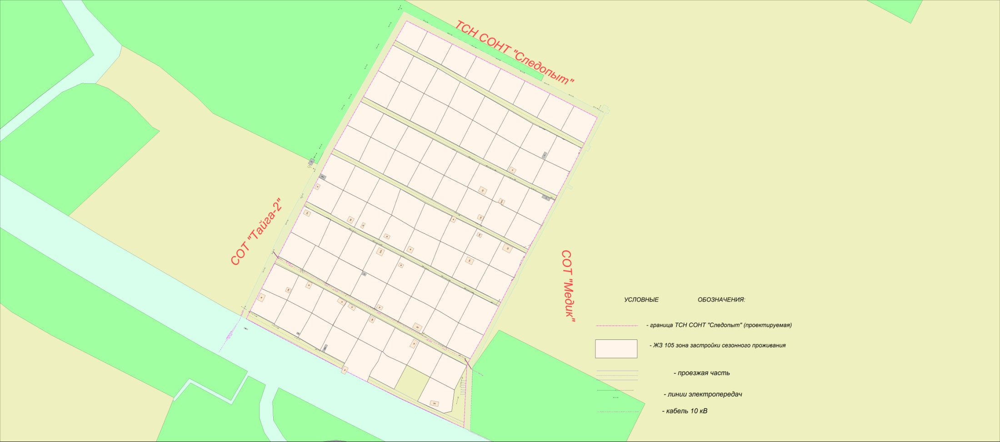 ТСН СОНТ "Следопыт"
СОТ "Тайга-2"
СОТ "Медик"
УСЛОВНЫЕ ОБОЗНАЧЕНИЯ:
- граница ТСН СОНТ "Следопыт" (проектируемая)
- ЖЗ 105 зона застройки сезонного проживания
- проезжая часть
- линии электропередач
- кабель 10 кВ